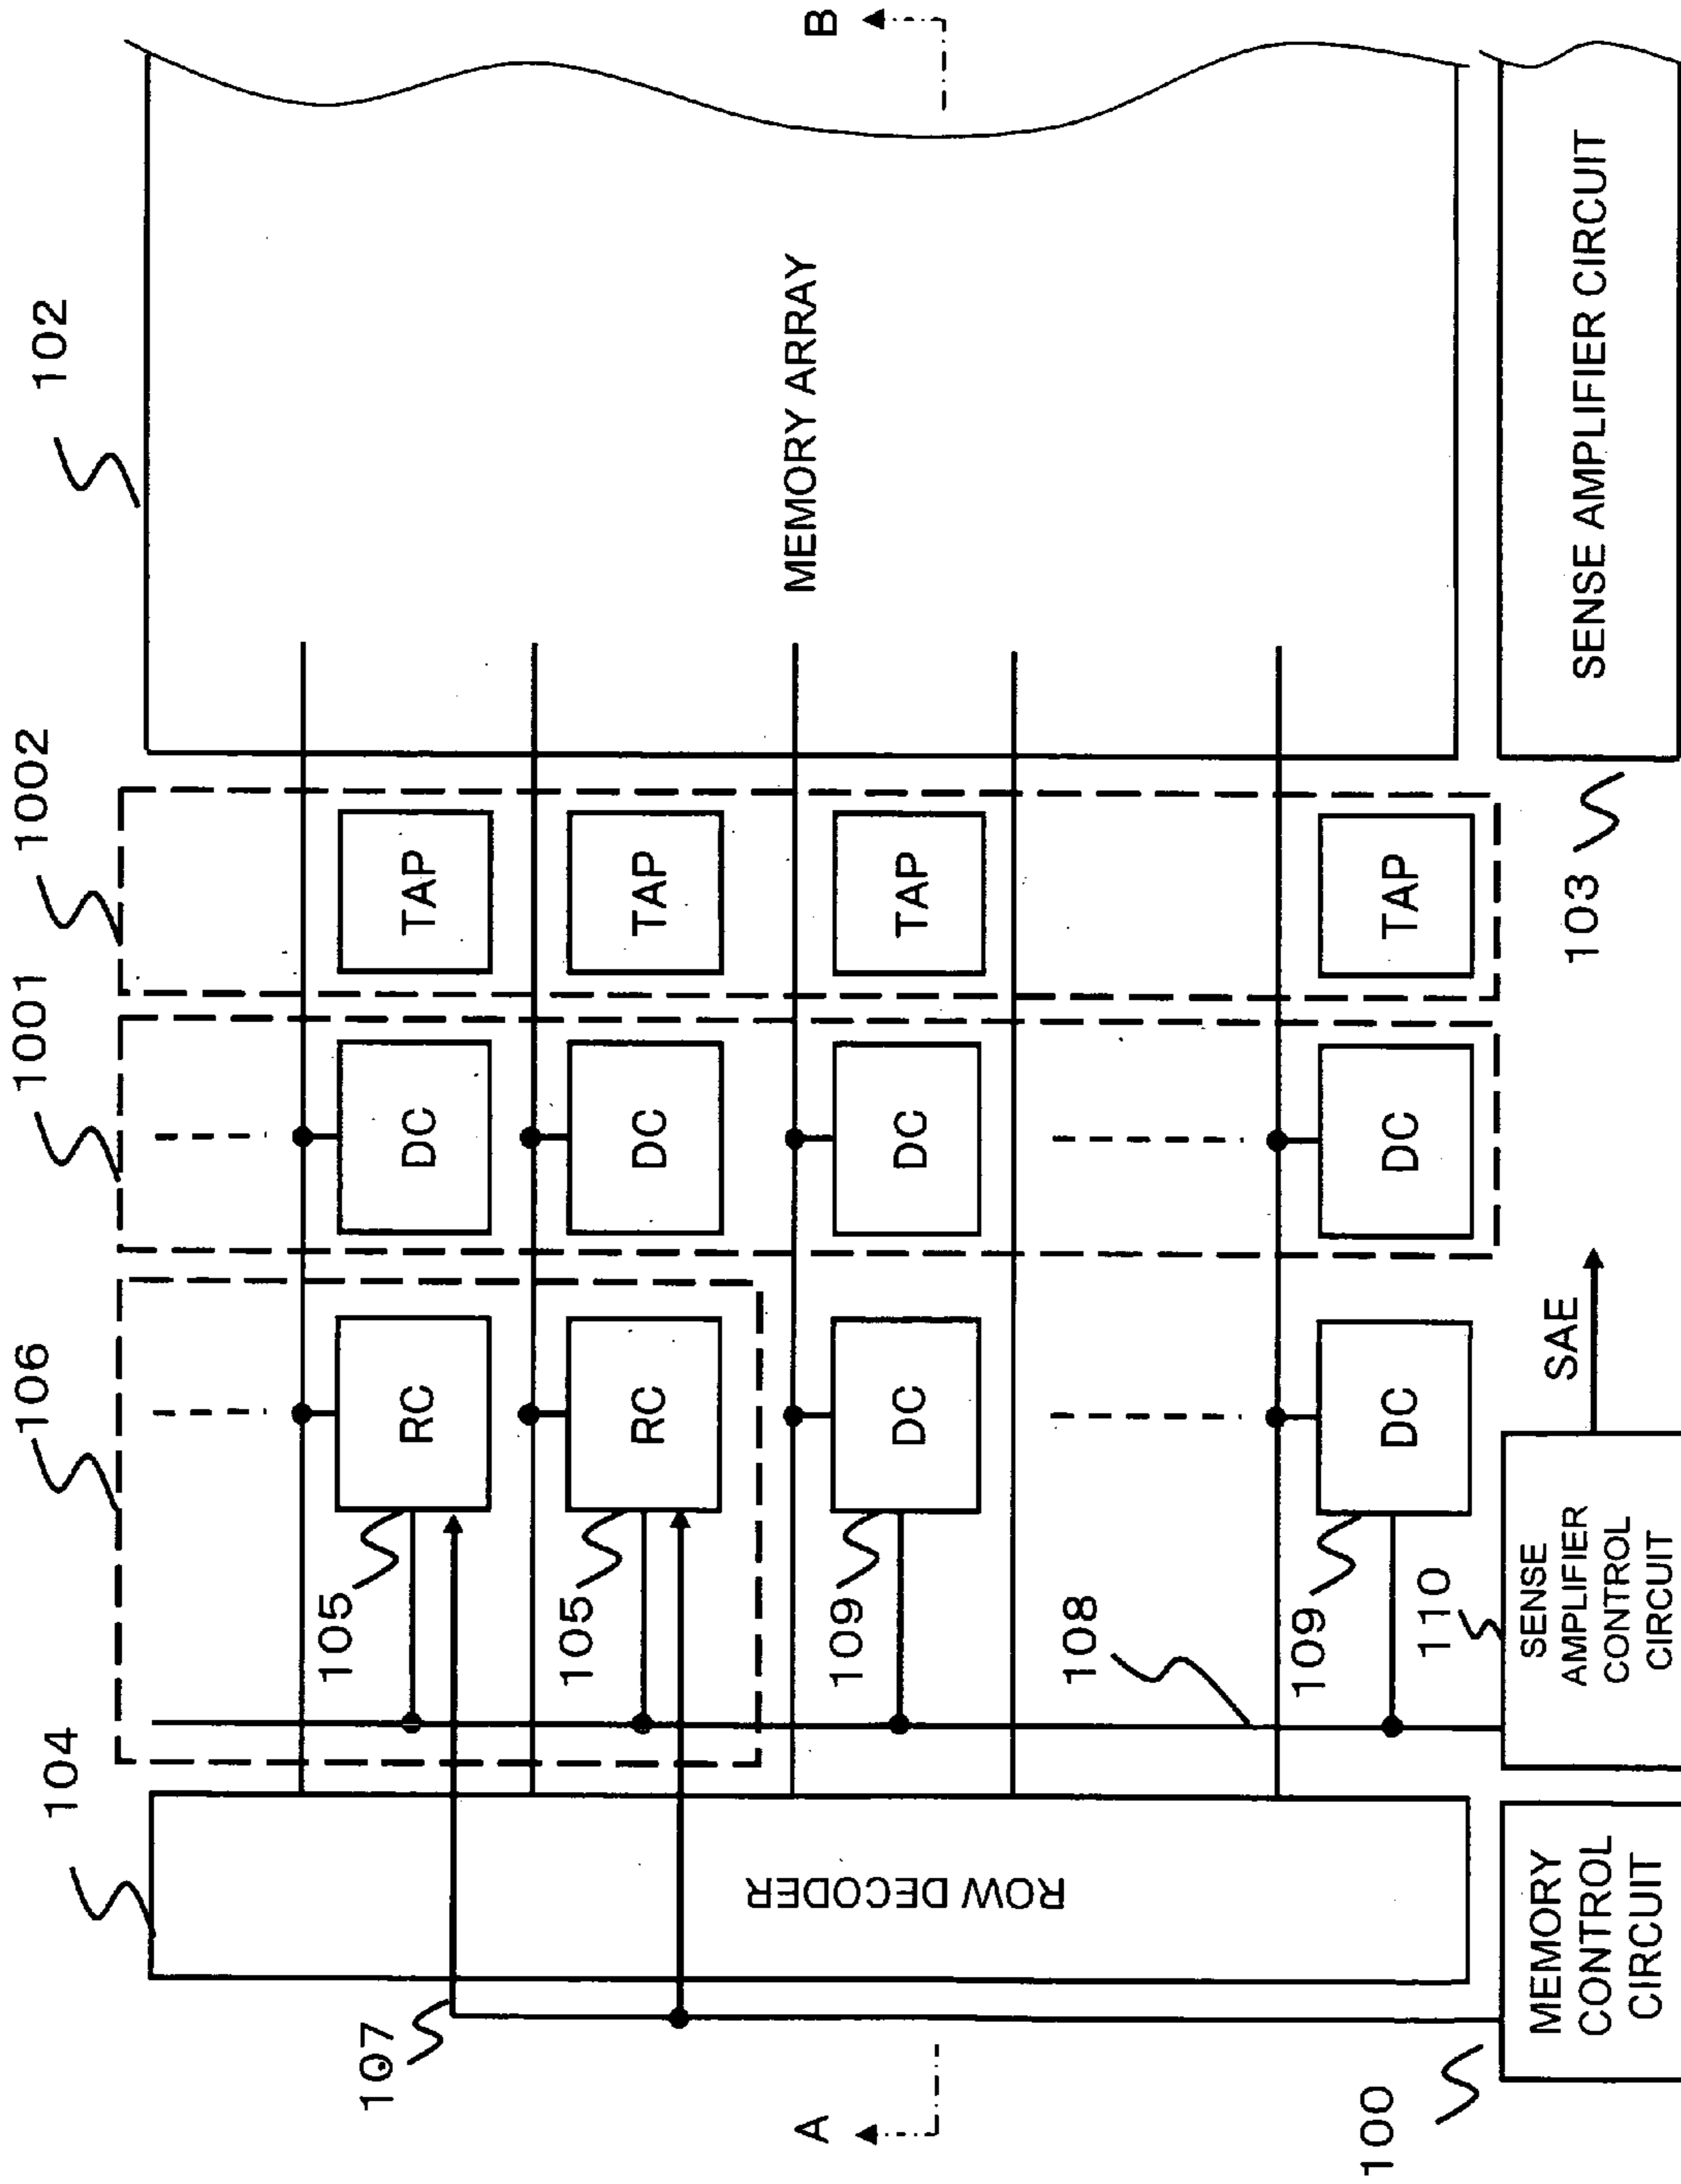 104
106
1001
1002
102
107
105
RC
DC
TAP
105
RC
DC
TAP
A
ROW DECODER
MEMORY ARRAY
B
109
DC
DC
TAP
108
109
DC
DC
TAP
100
110
MEMORY
CONTROL
CIRCUIT
SENSE
AMPLIFIER
CONTROL
CIRCUIT
SAE
103
SENSE AMPLIFIER CIRCUIT